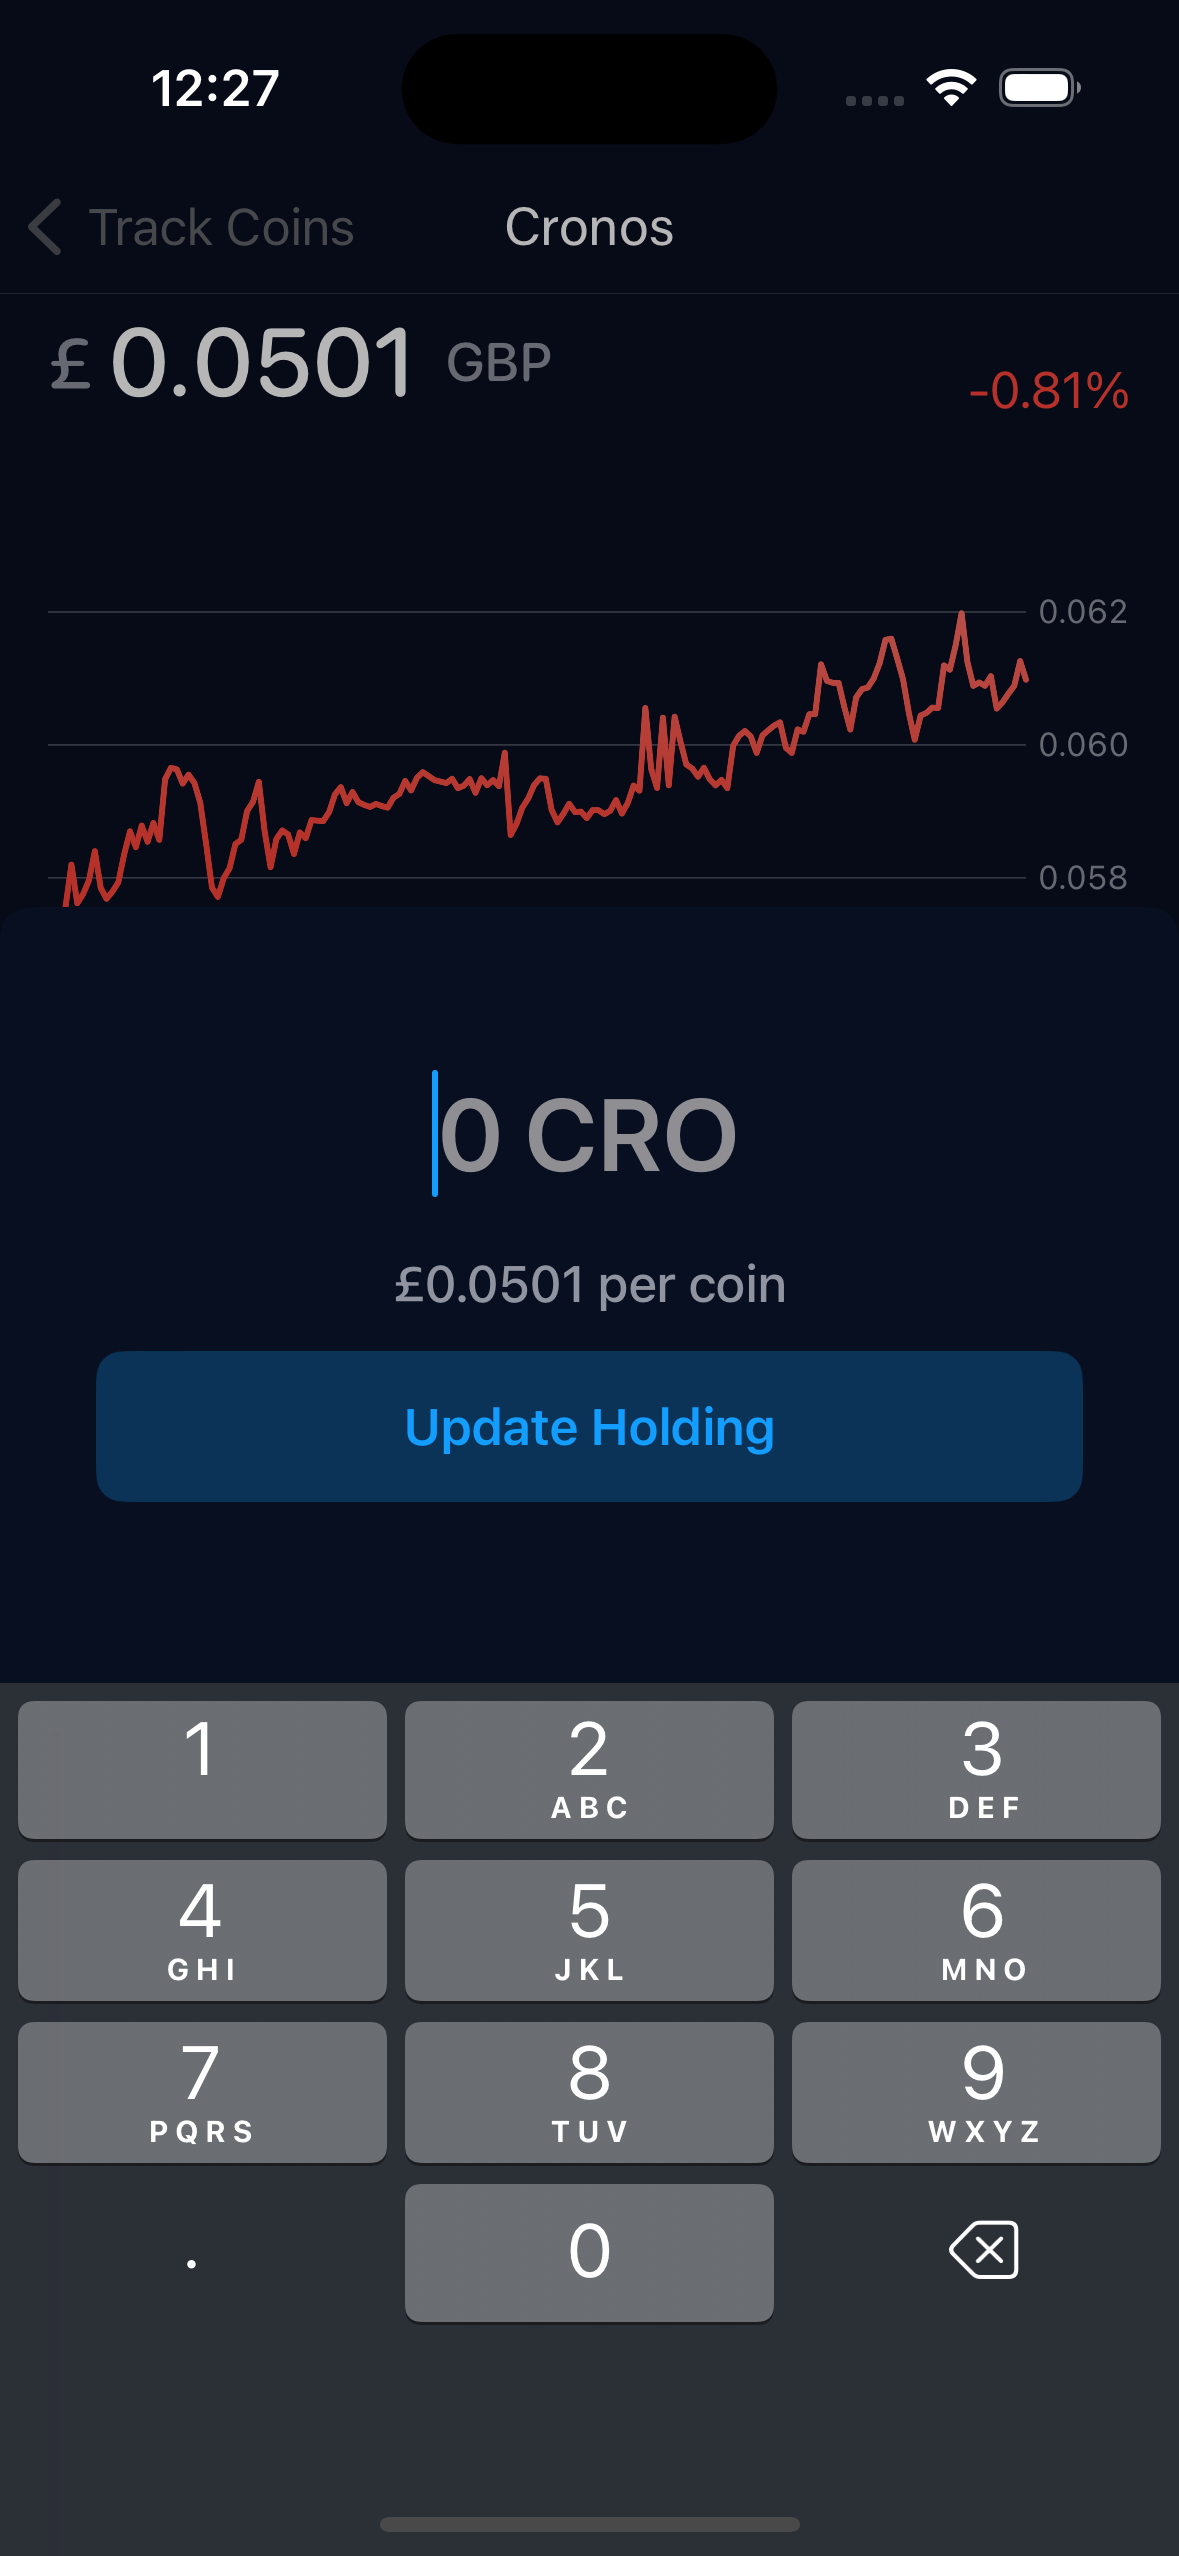 12:27
Track Coins Cronos
£ 0.0501 GBP
-0.81%
0.062
0.060
0.058
0 CRO
£0.0501 per coin
Update Holding
1 2 3
ABC DEF
4 5 6
GHI JKL MNO
7 8 9
PQRS TUV WXYZ
. 0